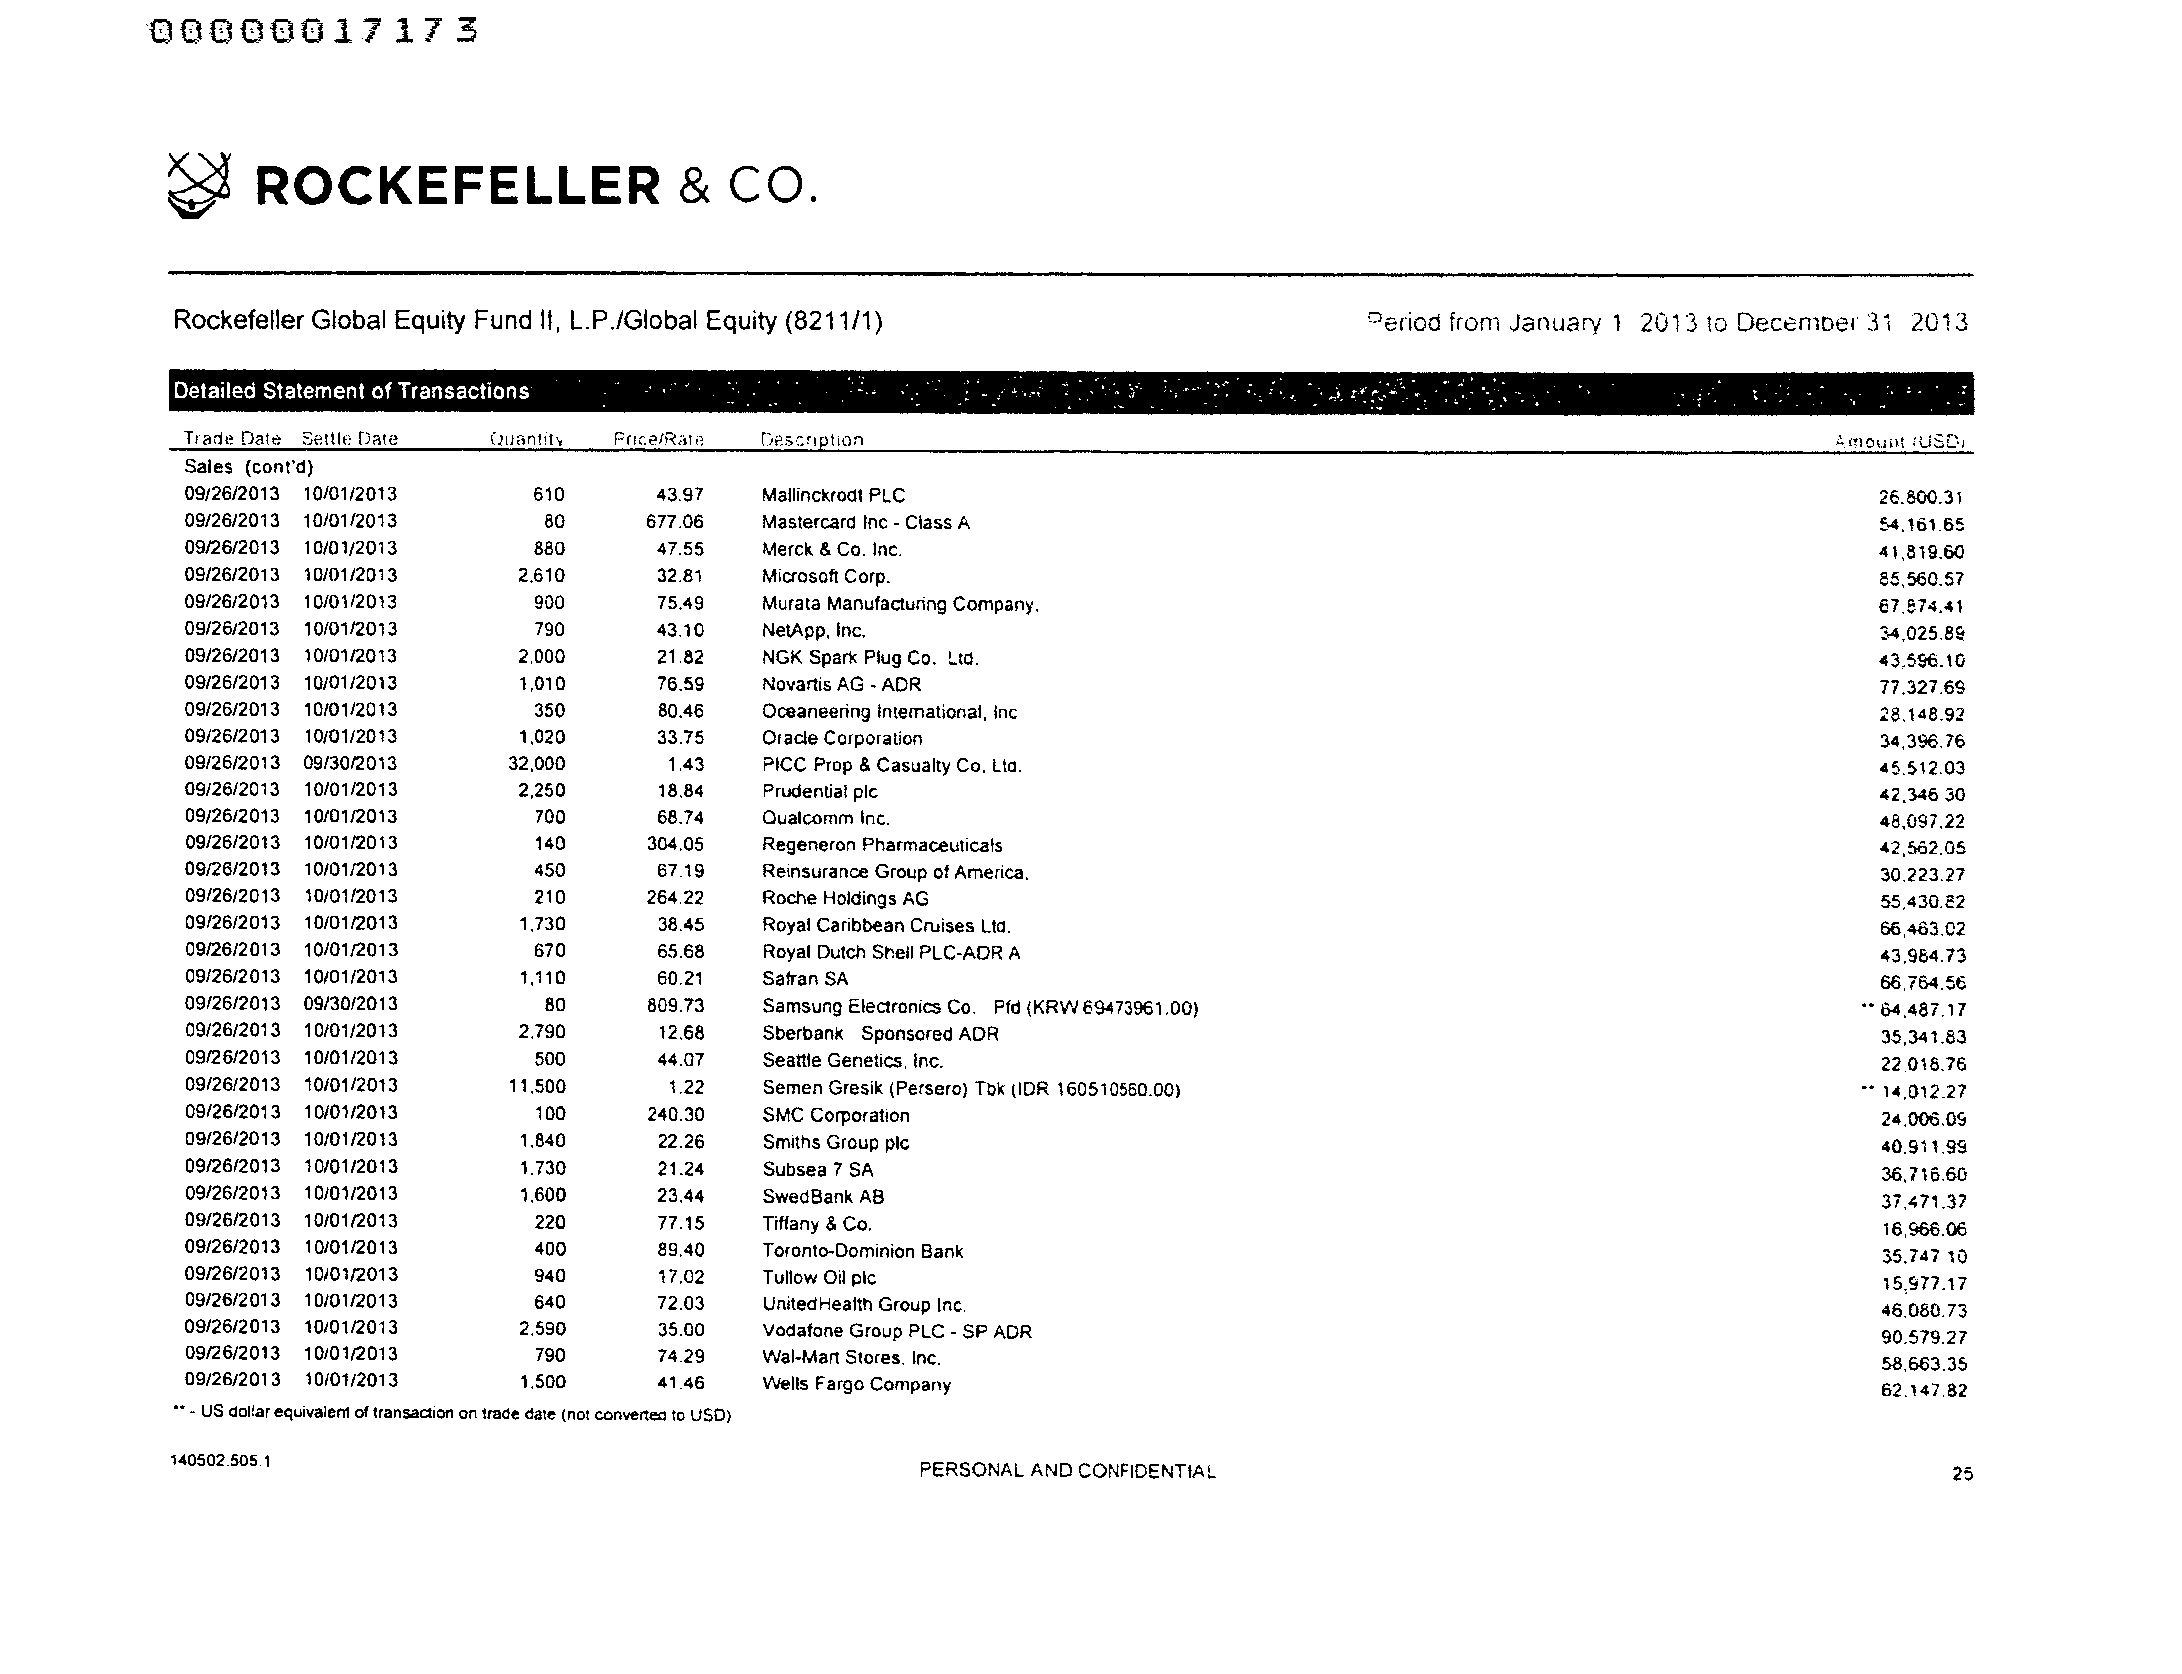 00000017173
ROCKEFELLER & CO.
Rockefeller Global Equity Fund II, L.P./Global Equity (8211/1) Period from January 1 2013 to December 31 2013
Detailed Statement of Transactions
Trade Date Settle Date Quantity Price/Rate Description Amount (USD)
Sales (cont'd)
09/26/2013 10/01/2013 610 43.97 Mallinckrodt PLC 26,800.31
09/26/2013 10/01/2013 80 677.06 Mastercard Inc - Class A 54,161.65
09/26/2013 10/01/2013 880 47.55 Merck & Co. Inc. 41,819.60
09/26/2013 10/01/2013 2,610 32.81 Microsoft Corp. 85,560.57
09/26/2013 10/01/2013 900 75.49 Murata Manufacturing Company, 67,874.41
09/26/2013 10/01/2013 790 43.10 NetApp, Inc. 34,025.89
09/26/2013 10/01/2013 2,000 21.82 NGK Spark Plug Co. Ltd. 43,596.10
09/26/2013 10/01/2013 1,010 76.59 Novartis AG - ADR 77,327.69
09/26/2013 10/01/2013 350 80.46 Oceaneering International, Inc 28,148.92
09/26/2013 10/01/2013 1,020 33.75 Oracle Corporation 34,396.76
09/26/2013 09/30/2013 32,000 1.43 PICC Prop & Casualty Co, Ltd. 45,512.03
09/26/2013 10/01/2013 2,250 18.84 Prudential plc 42,346 30
09/26/2013 10/01/2013 700 68.74 Qualcomm Inc. 48,097.22
09/26/2013 10/01/2013 140 304.05 Regeneron Pharmaceuticals 42,562.05
09/26/2013 10/01/2013 450 67.19 Reinsurance Group of America, 30,223.27
09/26/2013 10/01/2013 210 264.22 Roche Holdings AG 55,430.82
09/26/2013 10/01/2013 1,730 38.45 Royal Caribbean Cruises Ltd. 66,463.02
09/26/2013 10/01/2013 670 65.68 Royal Dutch Shell PLC-ADR A 43,984.73
09/26/2013 10/01/2013 1,110 60.21 Safran SA 66,764.56
09/26/2013 09/30/2013 80 809.73 Samsung Electronics Co. Pfd (KRW 69473961.00) ** 64,487.17
09/26/2013 10/01/2013 2,790 12.68 Sberbank Sponsored ADR 35,341.83
09/26/2013 10/01/2013 500 44.07 Seattle Genetics, Inc. 22,018.76
09/26/2013 10/01/2013 11,500 1.22 Semen Gresik (Persero) Tbk (IDR 160510560.00) ** 14,012.27
09/26/2013 10/01/2013 100 240.30 SMC Corporation 24,006.09
09/26/2013 10/01/2013 1,840 22.26 Smiths Group plc 40,911.99
09/26/2013 10/01/2013 1,730 21.24 Subsea 7 SA 36,716.60
09/26/2013 10/01/2013 1,600 23.44 SwedBank AB 37,471.37
09/26/2013 10/01/2013 220 77.15 Tiffany & Co. 16,966.06
09/26/2013 10/01/2013 400 89.40 Toronto-Dominion Bank 35,747 10
09/26/2013 10/01/2013 940 17.02 Tullow Oil plc 15,977.17
09/26/2013 10/01/2013 640 72.03 UnitedHealth Group Inc. 46,080.73
09/26/2013 10/01/2013 2,590 35.00 Vodafone Group PLC - SP ADR 90,579.27
09/26/2013 10/01/2013 790 74.29 Wal-Mart Stores, Inc. 58,663.35
09/26/2013 10/01/2013 1,500 41.46 Wells Fargo Company 62,147.82
** - US dollar equivalent of transaction on trade date (not converted to USD)
140502.505.1 PERSONAL AND CONFIDENTIAL 25